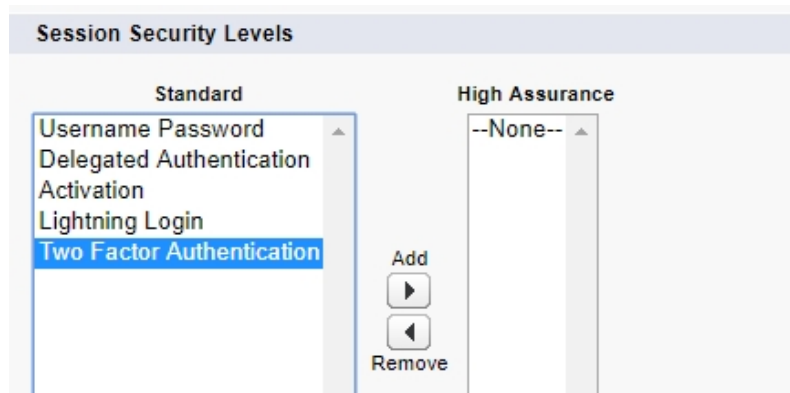 Session Security Levels
Standard
High Assurance
Username Password
Delegated Authentication
Activation
Lightning Login
Two Factor Authentication
--None--
Add
Remove